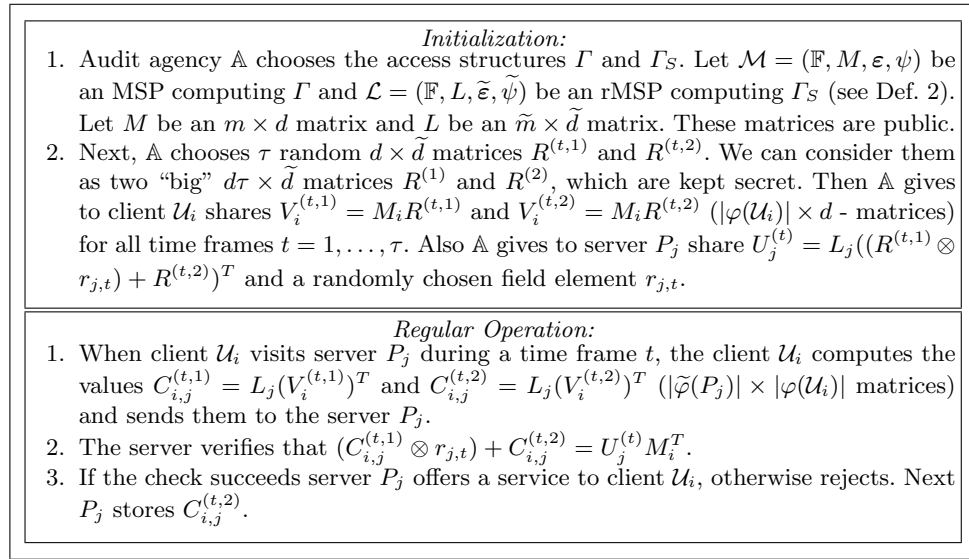 Initialization:
1. Audit agency 𝔸 chooses the access structures Γ and Γ_S. Let ℳ = (𝔽, M, ε, ψ) be
an MSP computing Γ and ℒ = (𝔽, L, ε̃, ψ̃) be an rMSP computing Γ_S (see Def. 2).
Let M be an m × d matrix and L be an m̃ × d̃ matrix. These matrices are public.
2. Next, 𝔸 chooses τ random d × d̃ matrices R^{(t,1)} and R^{(t,2)}. We can consider them
as two “big” dτ × d̃ matrices R^{(1)} and R^{(2)}, which are kept secret. Then 𝔸 gives
to client 𝒰_i shares V_i^{(t,1)} = M_i R^{(t,1)} and V_i^{(t,2)} = M_i R^{(t,2)} (|φ(𝒰_i)| × d - matrices)
for all time frames t = 1, . . . , τ. Also 𝔸 gives to server P_j share U_j^{(t)} = L_j((R^{(t,1)} ⊗
r_{j,t}) + R^{(t,2)})^T and a randomly chosen field element r_{j,t}.
Regular Operation:
1. When client 𝒰_i visits server P_j during a time frame t, the client 𝒰_i computes the
values C_{i,j}^{(t,1)} = L_j(V_i^{(t,1)})^T and C_{i,j}^{(t,2)} = L_j(V_i^{(t,2)})^T (|φ̃(P_j)| × |φ(𝒰_i)| matrices)
and sends them to the server P_j.
2. The server verifies that (C_{i,j}^{(t,1)} ⊗ r_{j,t}) + C_{i,j}^{(t,2)} = U_j^{(t)} M_i^T.
3. If the check succeeds server P_j offers a service to client 𝒰_i, otherwise rejects. Next
P_j stores C_{i,j}^{(t,2)}.